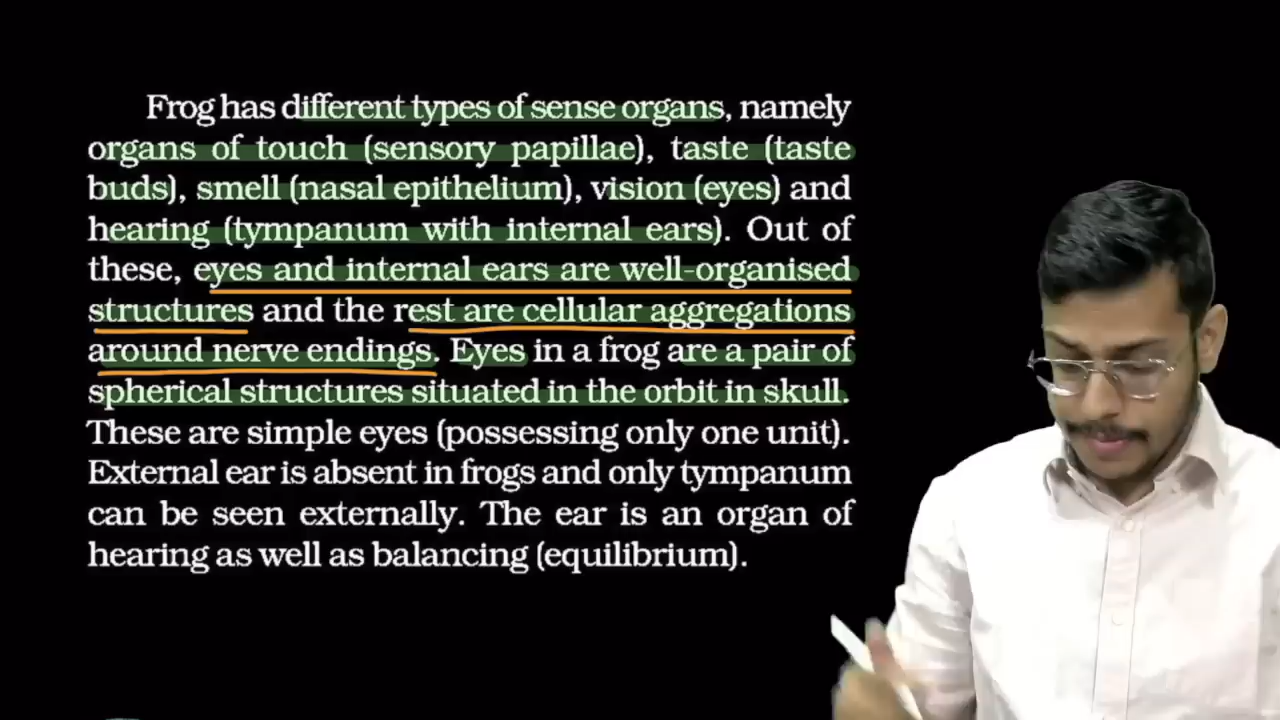 Frog has different types of sense organs, namely
organs of touch (sensory papillae), taste (taste
buds), smell (nasal epithelium), vision (eyes) and
hearing (tympanum with internal ears). Out of
these, eyes and internal ears are well-organised
structures and the rest are cellular aggregations
around nerve endings. Eyes in a frog are a pair of
spherical structures situated in the orbit in skull.
These are simple eyes (possessing only one unit).
External ear is absent in frogs and only tympanum
can be seen externally. The ear is an organ of
hearing as well as balancing (equilibrium).